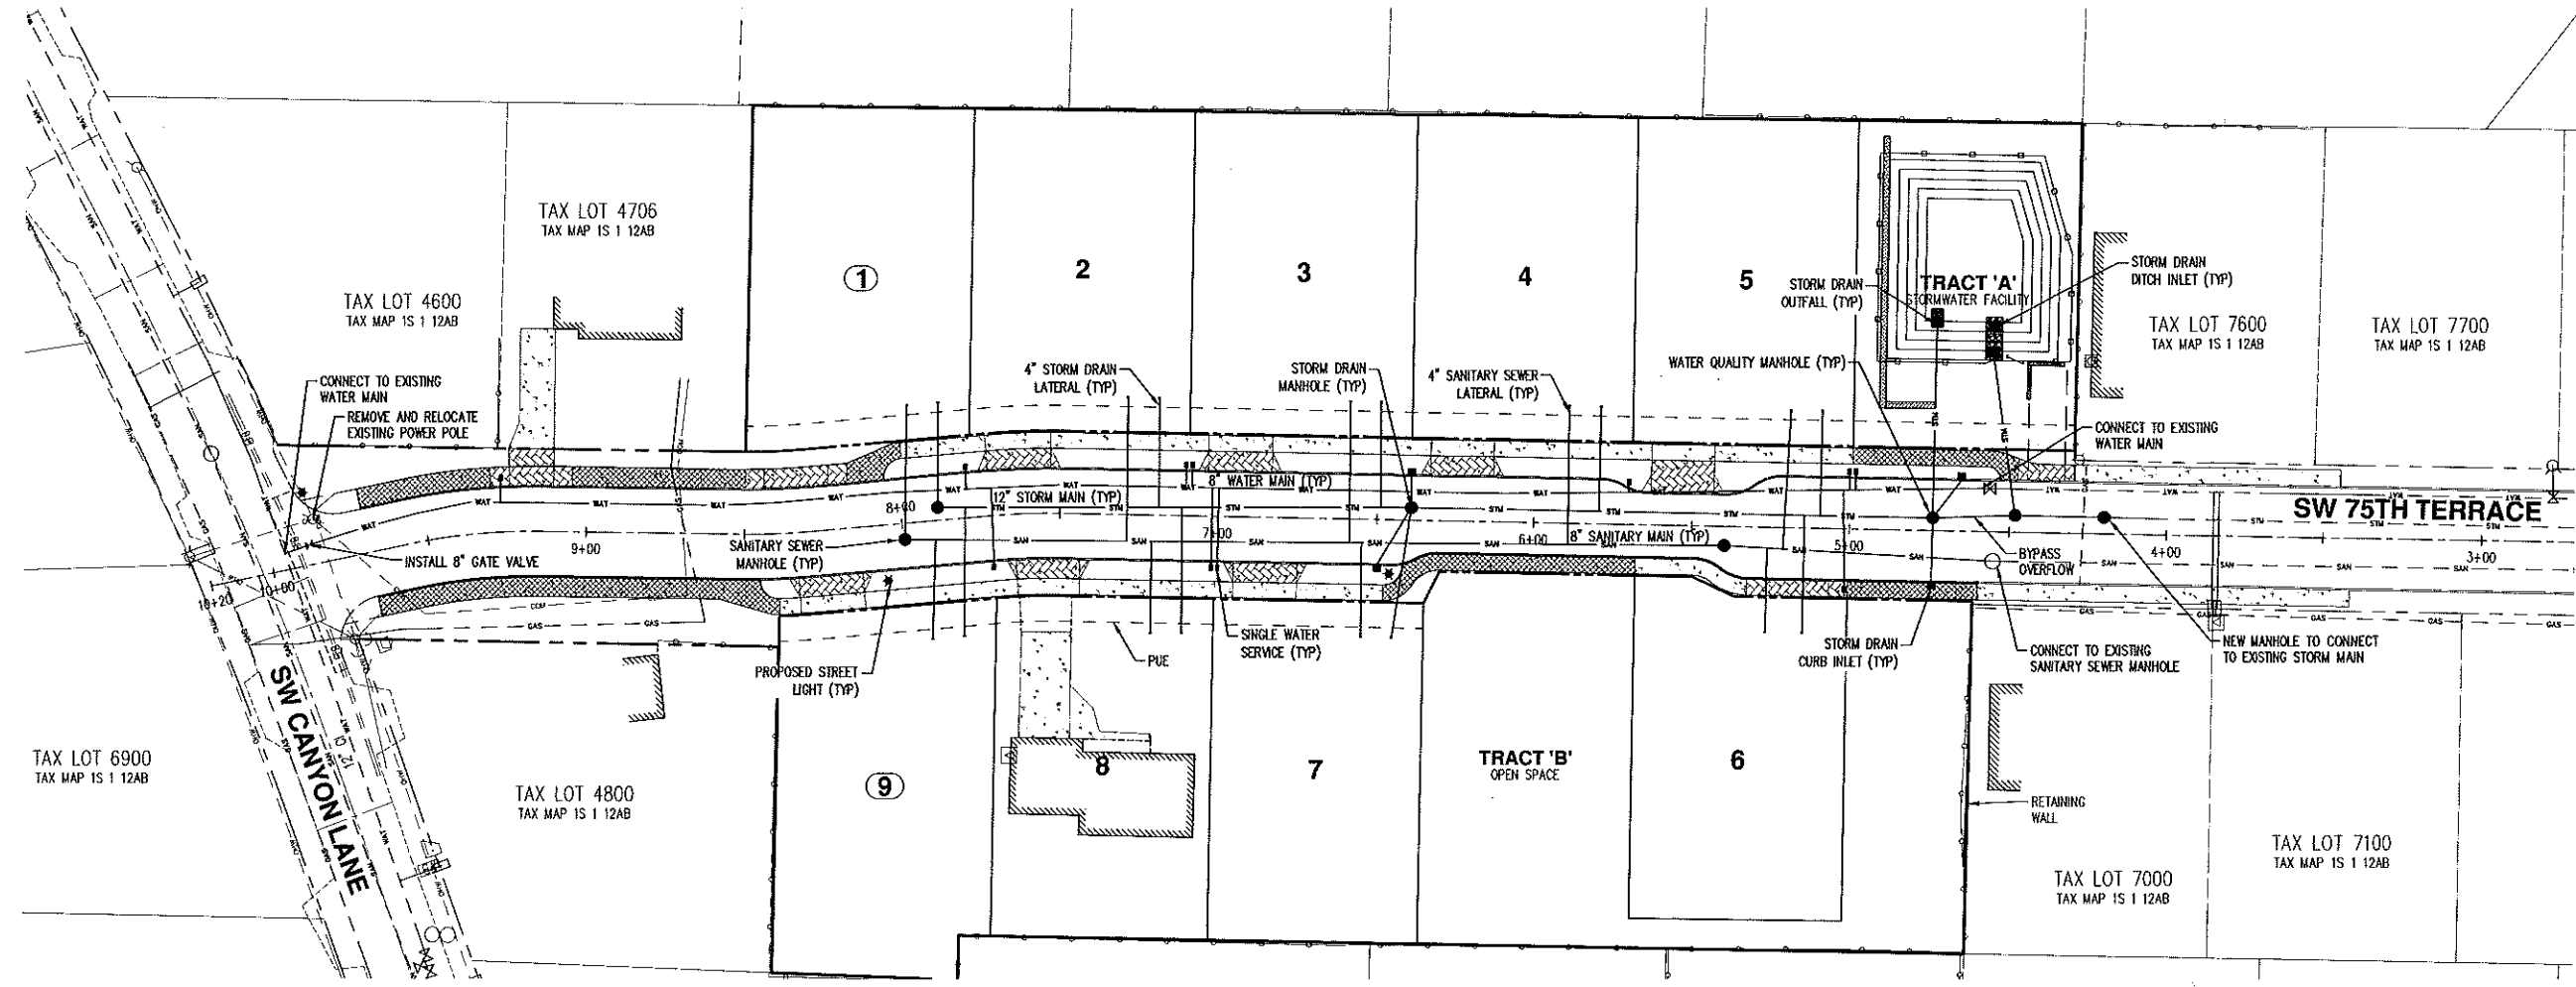 TAX LOT 4706
TAX MAP 1S 1 12AB
TAX LOT 4600
TAX MAP 1S 1 12AB
CONNECT TO EXISTING
WATER MAIN
REMOVE AND RELOCATE
EXISTING POWER POLE
INSTALL 8" GATE VALVE
1
2
3
4
5
4" STORM DRAIN
LATERAL (TYP)
STORM DRAIN
MANHOLE (TYP)
4" SANITARY SEWER
LATERAL (TYP)
WATER QUALITY MANHOLE (TYP)
STORM DRAIN
OUTFALL (TYP)
TRACT 'A'
STORMWATER FACILITY
STORM DRAIN
DITCH INLET (TYP)
TAX LOT 7600
TAX MAP 1S 1 12AB
TAX LOT 7700
TAX MAP 1S 1 12AB
CONNECT TO EXISTING
WATER MAIN
8" WATER MAIN (TYP)
12" STORM MAIN (TYP)
8" SANITARY MAIN (TYP)
SW 75TH TERRACE
10+20
10+00
9+00
8+00
7+00
6+00
5+00
4+00
3+00
WAT
STM
SAN
COM
GAS
SANITARY SEWER
MANHOLE (TYP)
BYPASS
OVERFLOW
PROPOSED STREET
LIGHT (TYP)
PUE
SINGLE WATER
SERVICE (TYP)
STORM DRAIN
CURB INLET (TYP)
CONNECT TO EXISTING
SANITARY SEWER MANHOLE
NEW MANHOLE TO CONNECT
TO EXISTING STORM MAIN
SW CANYON LANE
12" CI
TAX LOT 6900
TAX MAP 1S 1 12AB
TAX LOT 4800
TAX MAP 1S 1 12AB
9
8
7
TRACT 'B'
OPEN SPACE
6
RETAINING
WALL
TAX LOT 7000
TAX MAP 1S 1 12AB
TAX LOT 7100
TAX MAP 1S 1 12AB